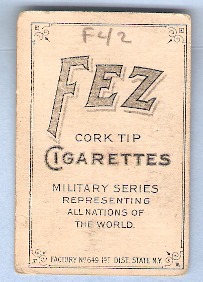 F42
FEZ
CORK TIP
CIGARETTES
MILITARY SERIES
REPRESENTING
ALL NATIONS OF
THE WORLD.
FACTORY Nº 649 1ST DIST. STATE N.Y.